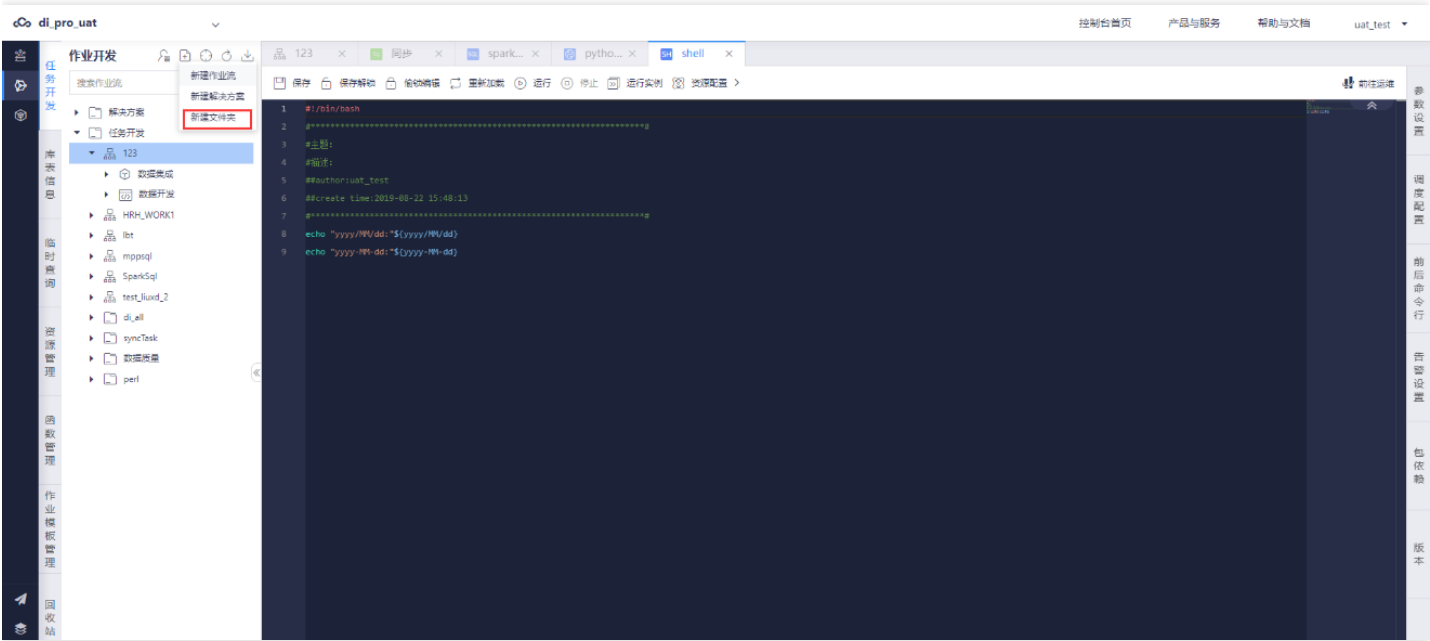 di_pro_uat
控制台首页
产品与服务
帮助与文档
uat_test
任务开发
库表信息
临时查询
资源管理
函数管理
作业模板管理
回收站
作业开发
搜索作业流
新建作业流
新建解决方案
新建文件夹
解决方案
任务开发
123
数据集成
数据开发
HRH_WORK1
lbt
mppsql
SparkSql
test_liuxd_2
di_all
syncTask
数据质量
perl
123
同步
spark...
pytho...
SH shell
保存 保存解锁 偷锁编辑 重新加载 运行 停止 运行实例 资源配置
前往运维
1 #!/bin/bash
2 #********************************************************************#
3 #主题:
4 #描述:
5 ##author:uat_test
6 ##create time:2019-08-22 15:48:13
7 #********************************************************************#
8 echo "yyyy/MM/dd:"${yyyy/MM/dd}
9 echo "yyyy-MM-dd:"${yyyy-MM-dd}
参数设置
调度配置
前后命令行
告警设置
包依赖
版本